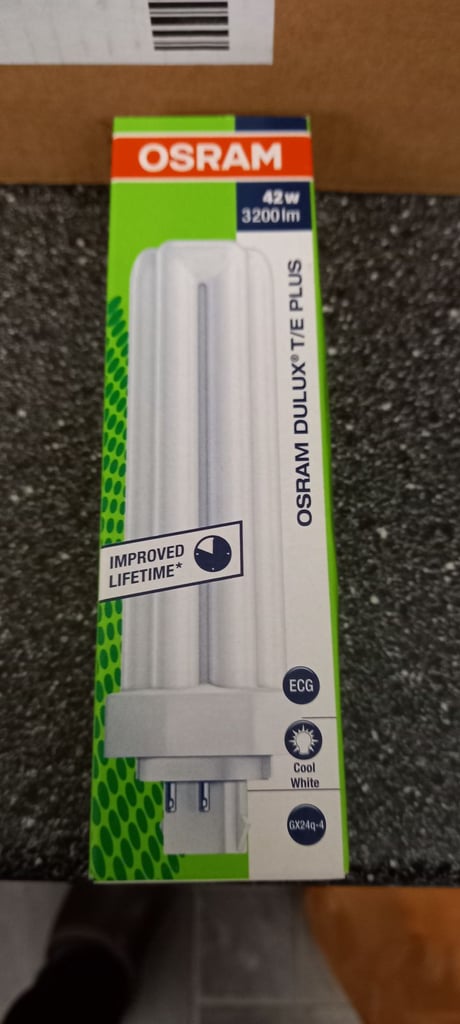 OSRAM
42w
3200lm
OSRAM DULUX® T/E PLUS
IMPROVED
LIFETIME*
ECG
Cool
White
GX24q-4